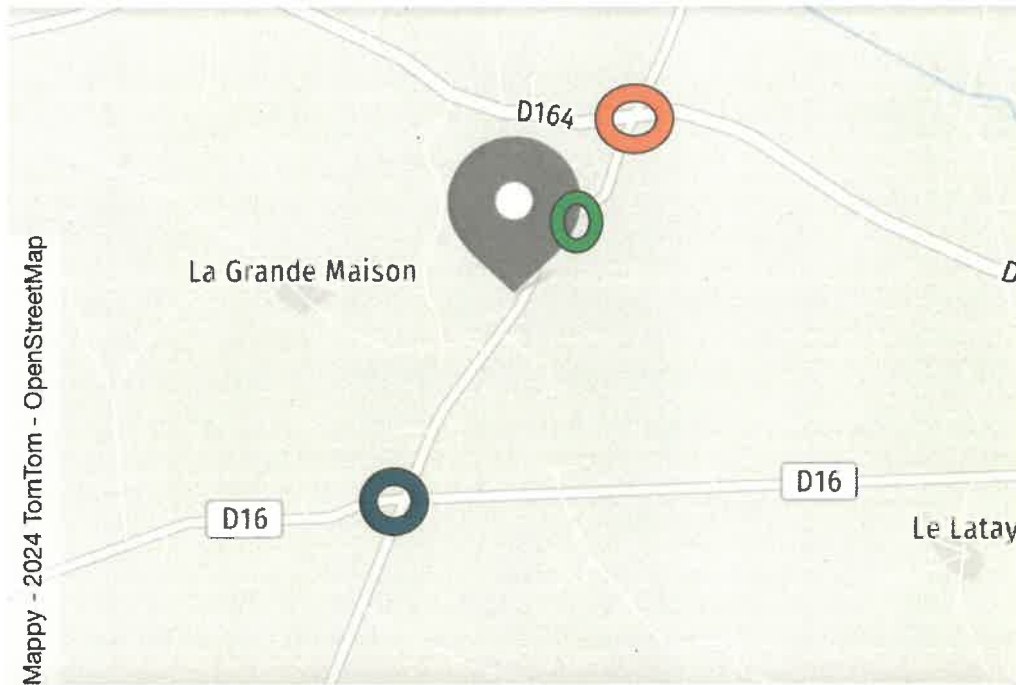 D164
La Grande Maison
D
D16
D16
Le Latay
Mappy - 2024 TomTom - OpenStreetMap